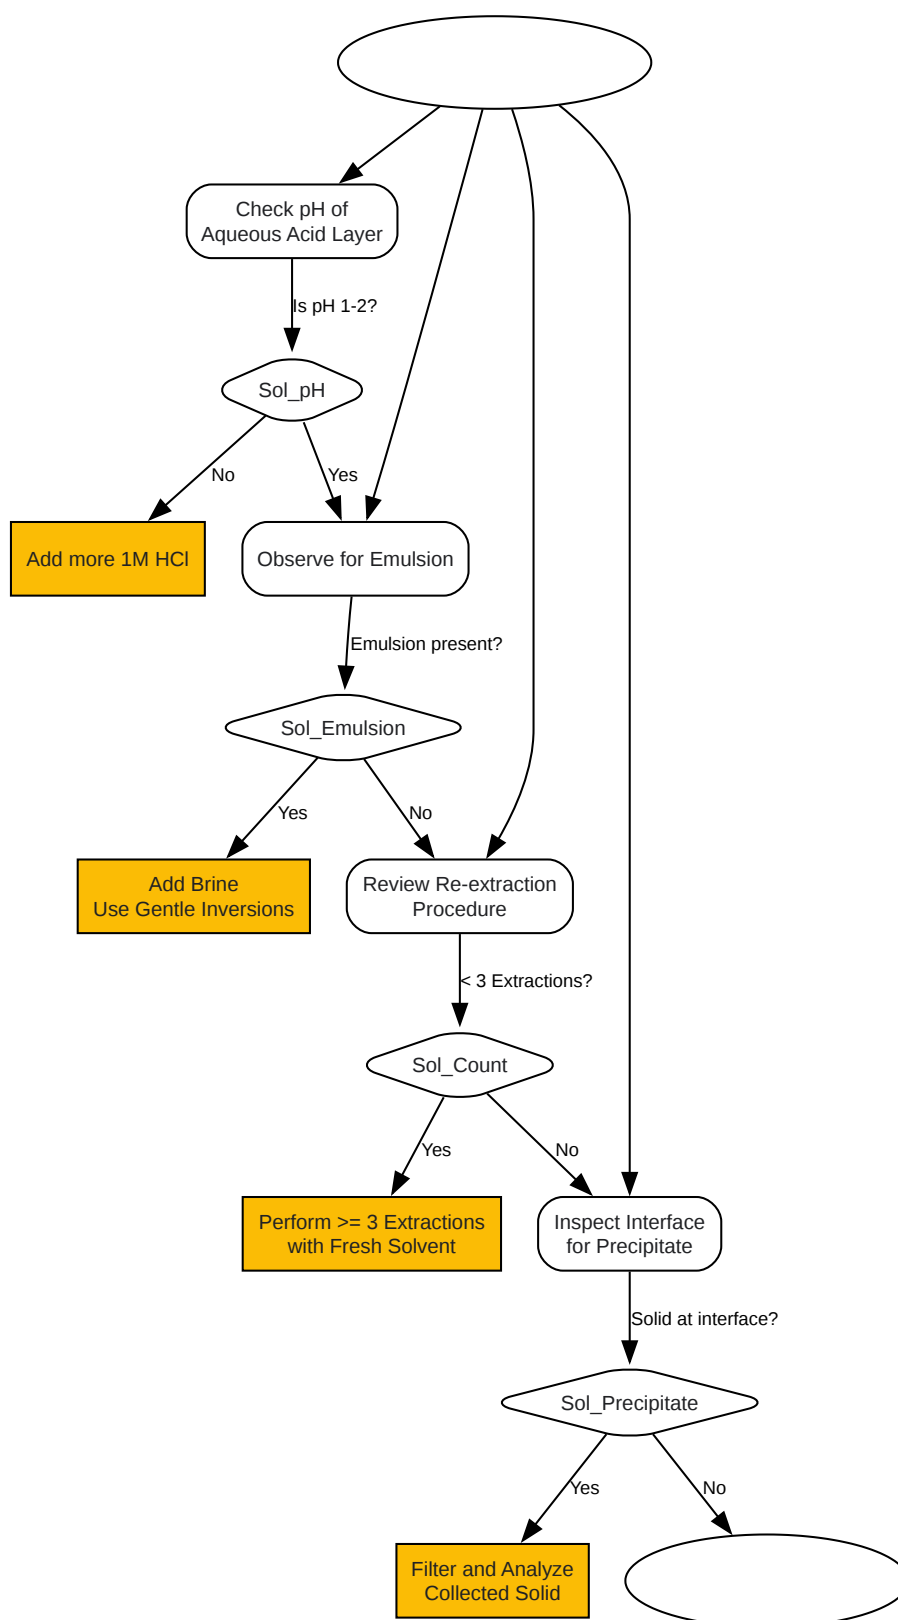 Check pH of
Aqueous Acid Layer
Is pH 1-2?
Sol_pH
No
Yes
Add more 1M HCl
Observe for Emulsion
Emulsion present?
Sol_Emulsion
Yes
No
Add Brine
Use Gentle Inversions
Review Re-extraction
Procedure
< 3 Extractions?
Sol_Count
Yes
No
Perform >= 3 Extractions
with Fresh Solvent
Inspect Interface
for Precipitate
Solid at interface?
Sol_Precipitate
Yes
No
Filter and Analyze
Collected Solid